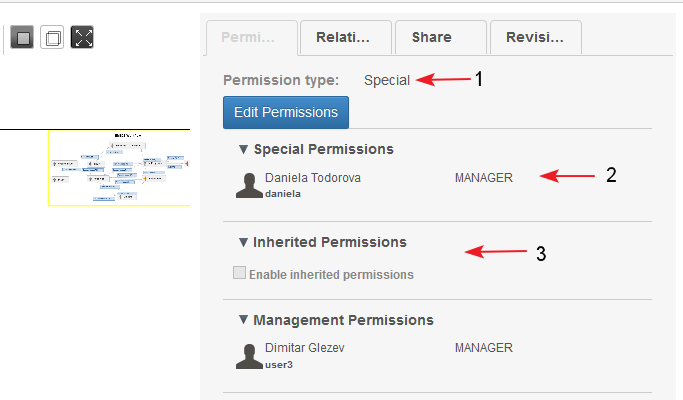 Permi... Relati... Share Revisi...
Permission type: Special 1
Edit Permissions
▼ Special Permissions
Daniela Todorova MANAGER 2
daniela
▼ Inherited Permissions 3
Enable inherited permissions
▼ Management Permissions
Dimitar Glezev MANAGER
user3